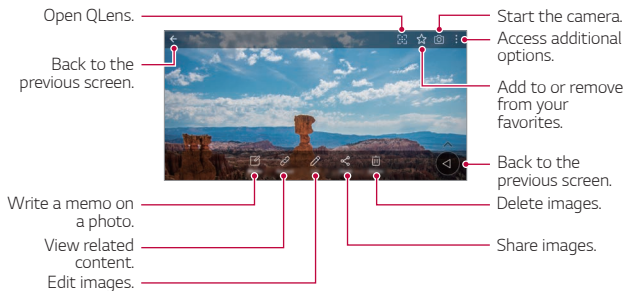 Open QLens.
Back to the
previous screen.
Write a memo on
a photo.
View related
content.
Edit images.
Start the camera.
Access additional
options.
Add to or remove
from your
favorites.
Back to the
previous screen.
Delete images.
Share images.